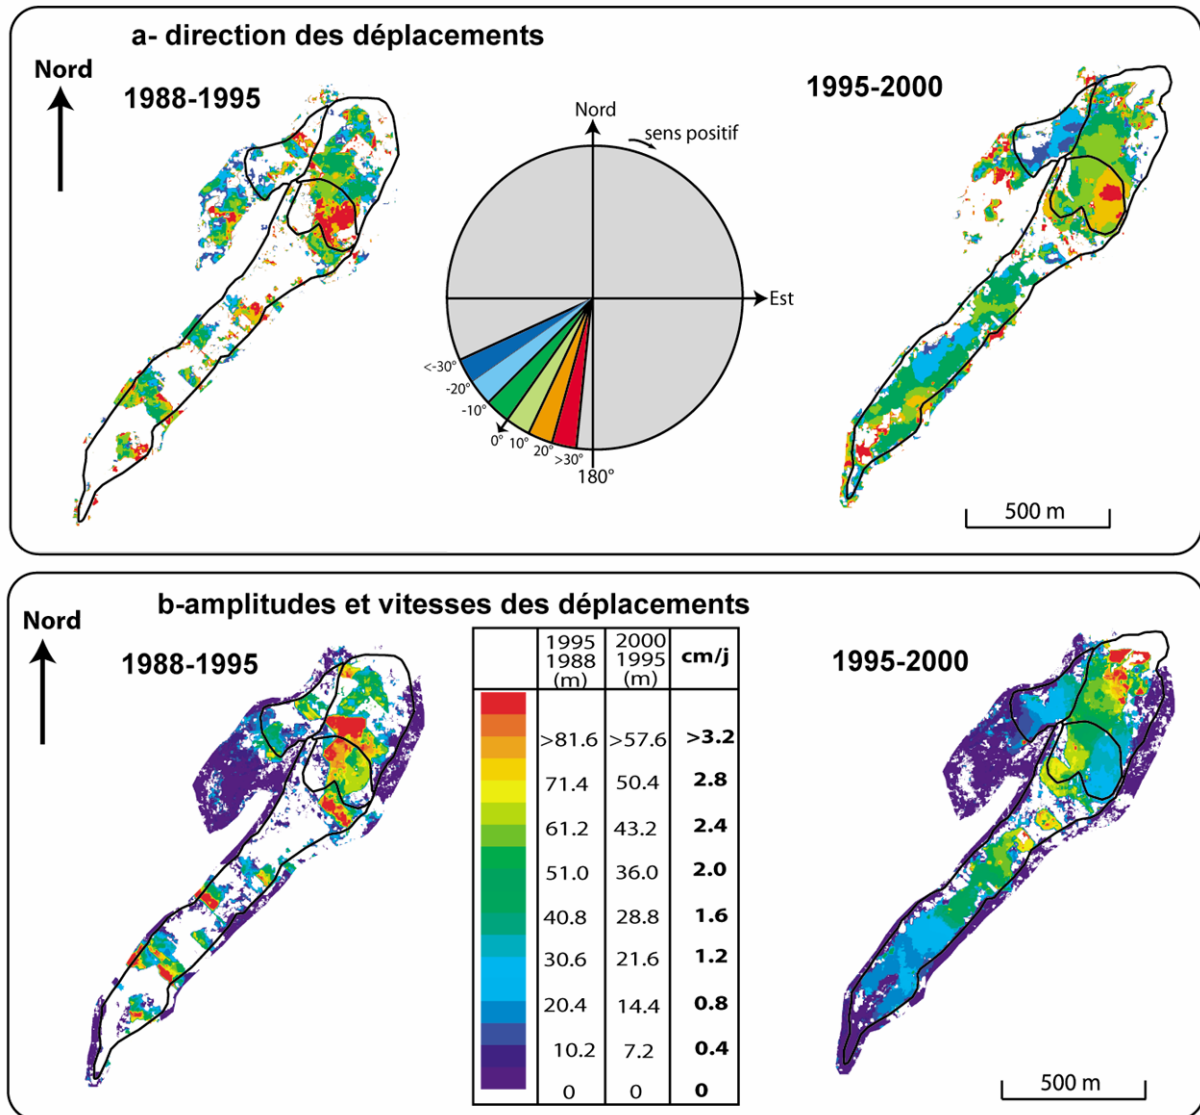 a- direction des déplacements
Nord
1988-1995
1995-2000
Nord
sens positif
Est
<-30°
-20°
-10°
0°
10°
20°
>30°
180°
500 m
b-amplitudes et vitesses des déplacements
Nord
1988-1995
1995-2000
1995 2000 cm/j
1988 1995
(m) (m)
>81.6 >57.6 >3.2
71.4 50.4 2.8
61.2 43.2 2.4
51.0 36.0 2.0
40.8 28.8 1.6
30.6 21.6 1.2
20.4 14.4 0.8
10.2 7.2 0.4
0 0 0
500 m